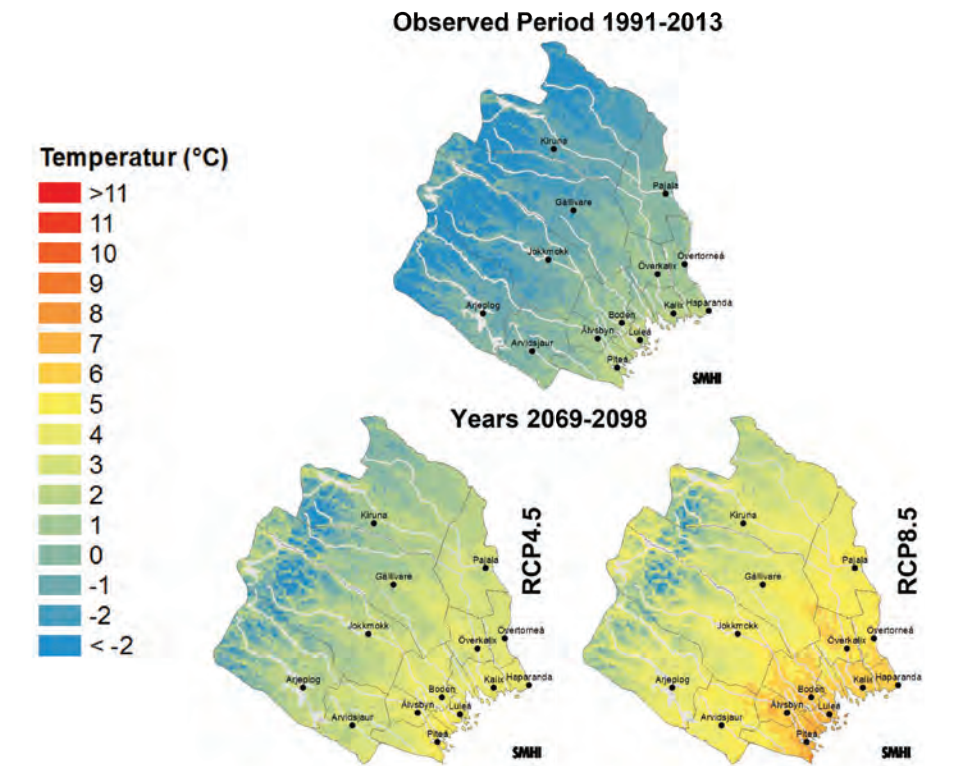 Observed Period 1991-2013
Temperatur (°C)
>11
11
10
9
8
7
6
5
4
3
2
1
0
-1
-2
< -2
Kiruna
Pajala
Gällivare
Jokkmokk
Övertorneå
Överkalix
Arjeplog
Kalix Haparanda
Boden
Älvsbyn Luleå
Arvidsjaur
Piteå
SMHI
Years 2069-2098
RCP4.5
Kiruna
Pajala
Gällivare
Jokkmokk
Övertorneå
Överkalix
Arjeplog
Kalix Haparanda
Boden
Älvsbyn Luleå
Arvidsjaur
Piteå
SMHI
RCP8.5
Kiruna
Pajala
Gällivare
Jokkmokk
Övertorneå
Överkalix
Arjeplog
Kalix Haparanda
Boden
Älvsbyn Luleå
Arvidsjaur
Piteå
SMHI